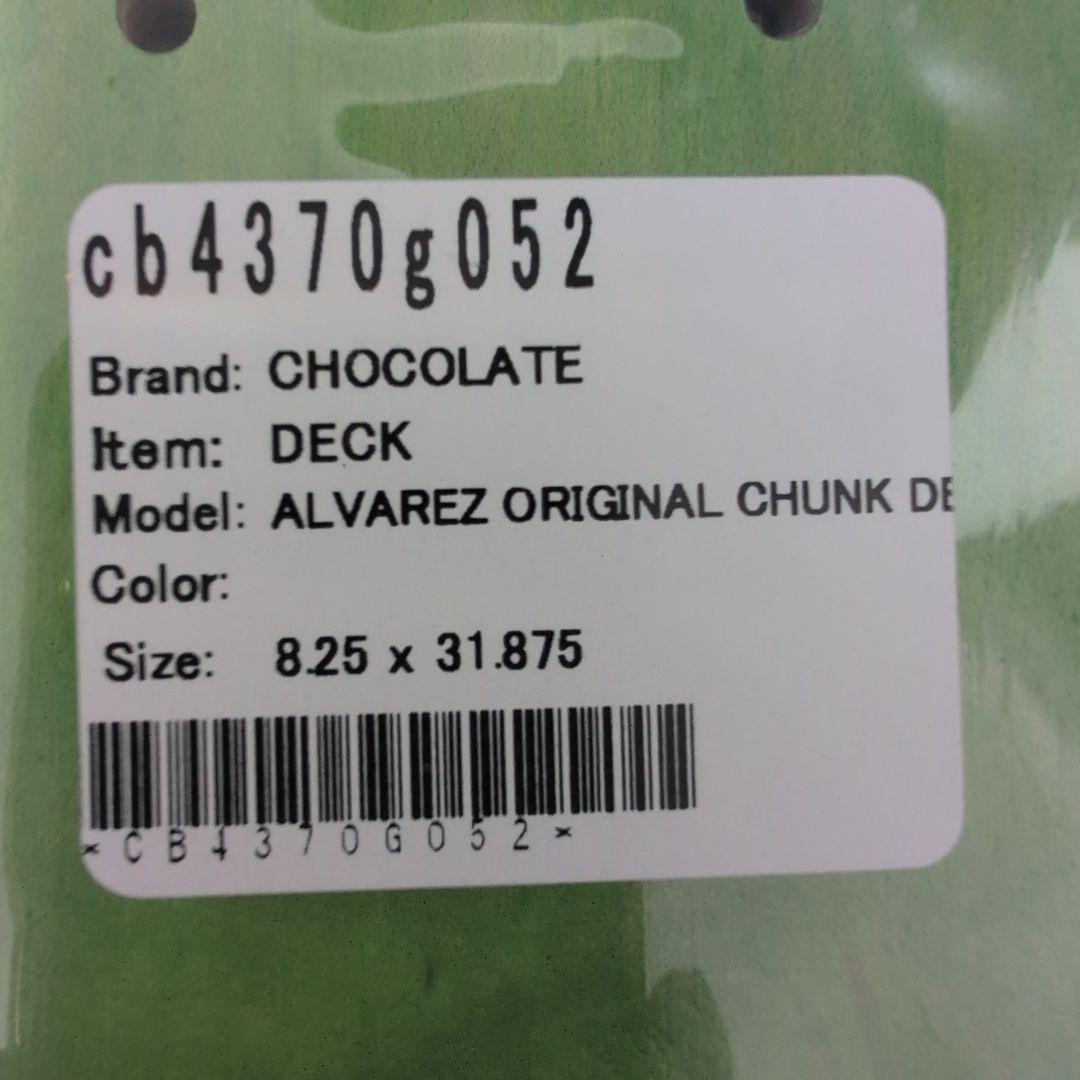 cb4370g052
Brand: CHOCOLATE
Item: DECK
Model: ALVAREZ ORIGINAL CHUNK DE
Color:
Size: 8.25 x 31.875
*CB4370G052*